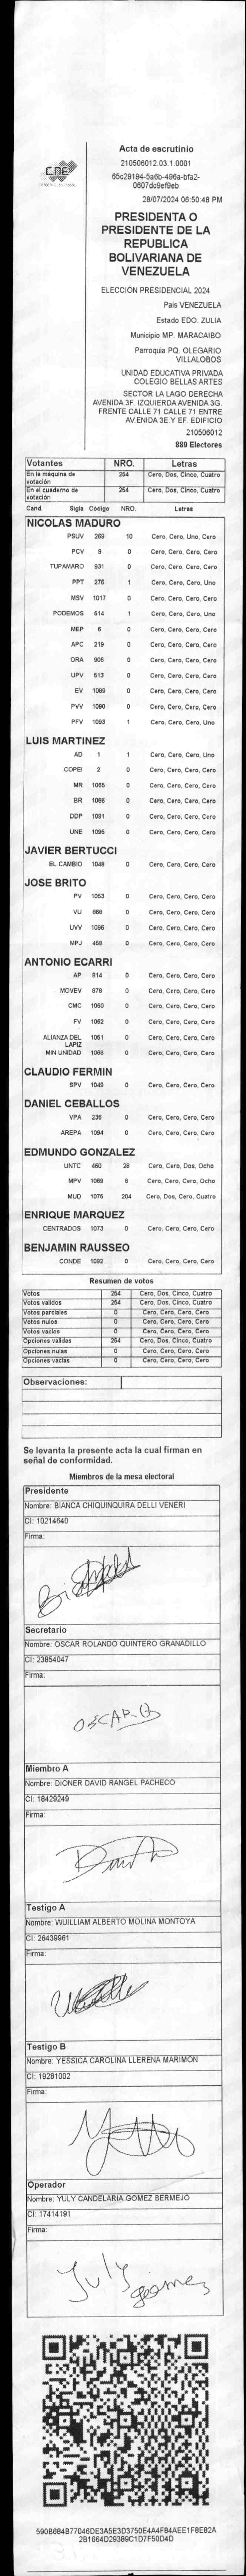 CNE
Acta de escrutinio
210506012.03.1.0001
65c29194-5a6b-496a-bfa2-
0607dc9ef9eb
28/07/2024 06:50:48 PM
PRESIDENTA O
PRESIDENTE DE LA
REPUBLICA
BOLIVARIANA DE
VENEZUELA
ELECCIÓN PRESIDENCIAL 2024
Pais VENEZUELA
Estado EDO. ZULIA
Municipio MP. MARACAIBO
Parroquia PQ. OLEGARIO
VILLALOBOS
UNIDAD EDUCATIVA PRIVADA
COLEGIO BELLAS ARTES
SECTOR LA LAGO DERECHA
AVENIDA 3F. IZQUIERDA AVENIDA 3G.
FRENTE CALLE 71 CALLE 71 ENTRE
AV.ENIDA 3E.Y EF. EDIFICIO
210506012
889 Electores
Votantes NRO. Letras
En la máquina de votación 254 Cero, Dos, Cinco, Cuatro
En el cuaderno de votación 254 Cero, Dos, Cinco, Cuatro
Cand. Sigla Código NRO. Letras
NICOLAS MADURO
PSUV 269 10 Cero, Cero, Uno, Cero
PCV 9 0 Cero, Cero, Cero, Cero
TUPAMARO 931 0 Cero, Cero, Cero, Cero
PPT 276 1 Cero, Cero, Cero, Uno
MSV 1017 0 Cero, Cero, Cero, Cero
PODEMOS 614 1 Cero, Cero, Cero, Uno
MEP 6 0 Cero, Cero, Cero, Cero
APC 219 0 Cero, Cero, Cero, Cero
ORA 906 0 Cero, Cero, Cero, Cero
UPV 613 0 Cero, Cero, Cero, Cero
EV 1089 0 Cero, Cero, Cero, Cero
PVV 1090 0 Cero, Cero, Cero, Cero
PFV 1093 1 Cero, Cero, Cero, Uno
LUIS MARTINEZ
AD 1 1 Cero, Cero, Cero, Uno
COPEI 2 0 Cero, Cero, Cero, Cero
MR 1065 0 Cero, Cero, Cero, Cero
BR 1066 0 Cero, Cero, Cero, Cero
DDP 1091 0 Cero, Cero, Cero, Cero
UNE 1095 0 Cero, Cero, Cero, Cero
JAVIER BERTUCCI
EL CAMBIO 1048 0 Cero, Cero, Cero, Cero
JOSE BRITO
PV 1053 0 Cero, Cero, Cero, Cero
VU 868 0 Cero, Cero, Cero, Cero
UVV 1096 0 Cero, Cero, Cero, Cero
MPJ 458 0 Cero, Cero, Cero, Cero
ANTONIO ECARRI
AP 814 0 Cero, Cero, Cero, Cero
MOVEV 878 0 Cero, Cero, Cero, Cero
CMC 1050 0 Cero, Cero, Cero, Cero
FV 1062 0 Cero, Cero, Cero, Cero
ALIANZA DEL LAPIZ 1051 0 Cero, Cero, Cero, Cero
MIN UNIDAD 1068 0 Cero, Cero, Cero, Cero
CLAUDIO FERMIN
SPV 1049 0 Cero, Cero, Cero, Cero
DANIEL CEBALLOS
VPA 236 0 Cero, Cero, Cero, Cero
AREPA 1094 0 Cero, Cero, Cero, Cero
EDMUNDO GONZALEZ
UNTC 460 28 Cero, Cero, Dos, Ocho
MPV 1069 8 Cero, Cero, Cero, Ocho
MUD 1075 204 Cero, Dos, Cero, Cuatro
ENRIQUE MARQUEZ
CENTRADOS 1073 0 Cero, Cero, Cero, Cero
BENJAMIN RAUSSEO
CONDE 1092 0 Cero, Cero, Cero, Cero
Resumen de votos
Votos 254 Cero, Dos, Cinco, Cuatro
Votos validos 254 Cero, Dos, Cinco, Cuatro
Votos parciales 0 Cero, Cero, Cero, Cero
Votos nulos 0 Cero, Cero, Cero, Cero
Votos vacios 0 Cero, Cero, Cero, Cero
Opciones validas 254 Cero, Dos, Cinco, Cuatro
Opciones nulas 0 Cero, Cero, Cero, Cero
Opciones vacias 0 Cero, Cero, Cero, Cero
Observaciones:
Se levanta la presente acta la cual firman en
señal de conformidad.
Miembros de la mesa electoral
Presidente
Nombre: BIANCA CHIQUINQUIRA DELLI VENERI
CI: 10214640
Firma:
Secretario
Nombre: OSCAR ROLANDO QUINTERO GRANADILLO
CI: 23854047
Firma:
OSCAR Q
Miembro A
Nombre: DIONER DAVID RANGEL PACHECO
CI: 18429249
Firma:
Testigo A
Nombre: WUILLIAM ALBERTO MOLINA MONTOYA
CI: 26439961
Firma:
Testigo B
Nombre: YESSICA CAROLINA LLERENA MARIMON
CI: 19281002
Firma:
Operador
Nombre: YULY CANDELARIA GOMEZ BERMEJO
CI: 17414191
Firma:
July
gomez
590B684B77046DE3A5E3D3750E4A4F84AEE1F8E82A
2B1664D29389C1D7F50D4D